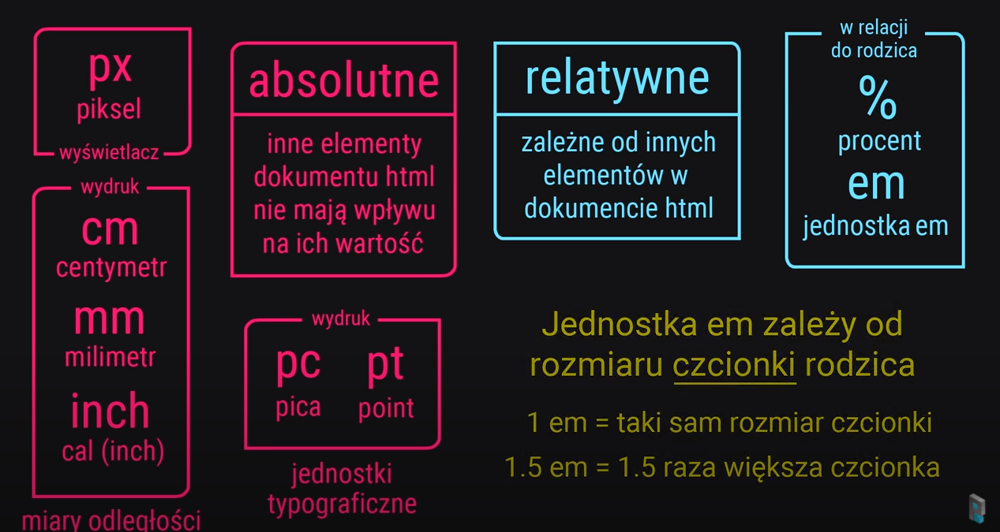 px
piksel
wyświetlacz
wydruk
cm
centymetr
mm
milimetr
inch
cal (inch)
miary odległości
absolutne
inne elementy
dokumentu html
nie mają wpływu
na ich wartość
wydruk
pc pt
pica point
jednostki
typograficzne
relatywne
zależne od innych
elementów w
dokumencie html
w relacji
do rodzica
%
procent
em
jednostka em
Jednostka em zależy od
rozmiaru czcionki rodzica
1 em = taki sam rozmiar czcionki
1.5 em = 1.5 raza większa czcionka